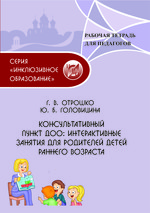 РАБОЧАЯ ТЕТРАДЬ
ДЛЯ ПЕДАГОГОВ
СЕРИЯ
«ИНКЛЮЗИВНОЕ
ОБРАЗОВАНИЕ»
Г. В. ОТРОШКО
Ю. Б. ГОЛОВИЦИНА
КОНСУЛЬТАТИВНЫЙ
ПУНКТ ДОО: ИНТЕРАКТИВНЫЕ
ЗАНЯТИЯ ДЛЯ РОДИТЕЛЕЙ ДЕТЕЙ
РАННЕГО ВОЗРАСТА